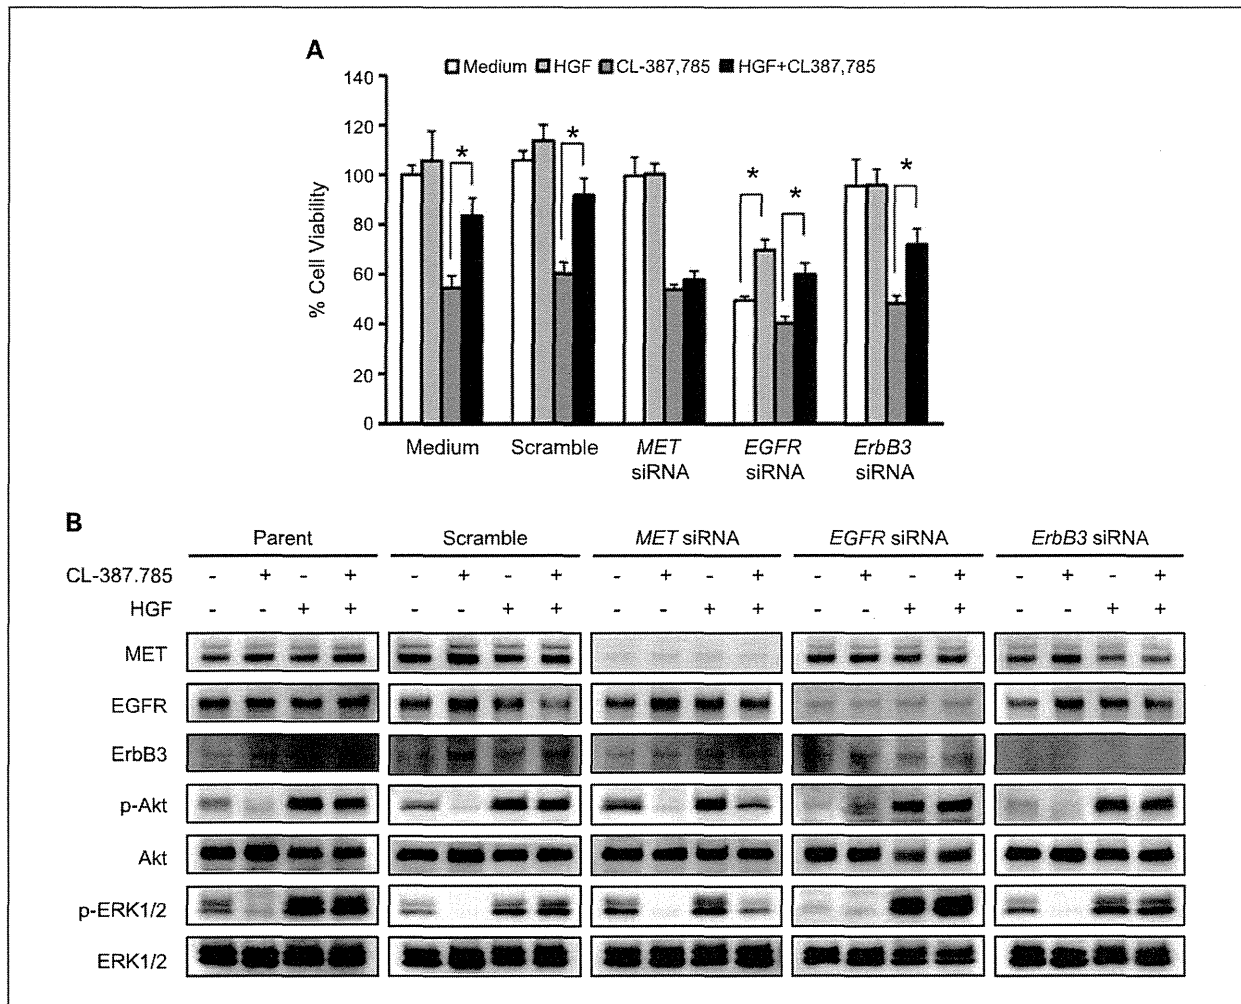 A
Medium HGF CL-387,785 HGF+CL387,785
% Cell Viability
140
120
100
80
60
40
20
0
* * * * *
Medium Scramble MET siRNA EGFR siRNA ErbB3 siRNA
B
Parent Scramble MET siRNA EGFR siRNA ErbB3 siRNA
CL-387.785 - + - + - + - + - + - + - + - + - + - +
HGF - - + + - - + + - - + + - - + + - - + +
MET
EGFR
ErbB3
p-Akt
Akt
p-ERK1/2
ERK1/2